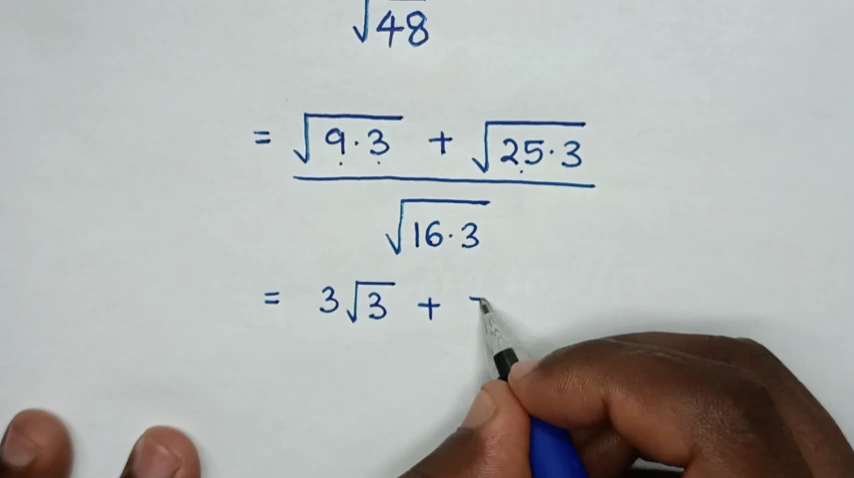 √48
= √9·3 + √25·3
√16·3
= 3√3 +